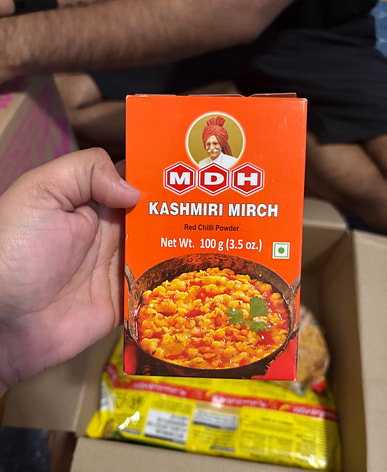 MDH
KASHMIRI MIRCH
Red Chilli Powder
Net Wt. 100 g (3.5 oz.)